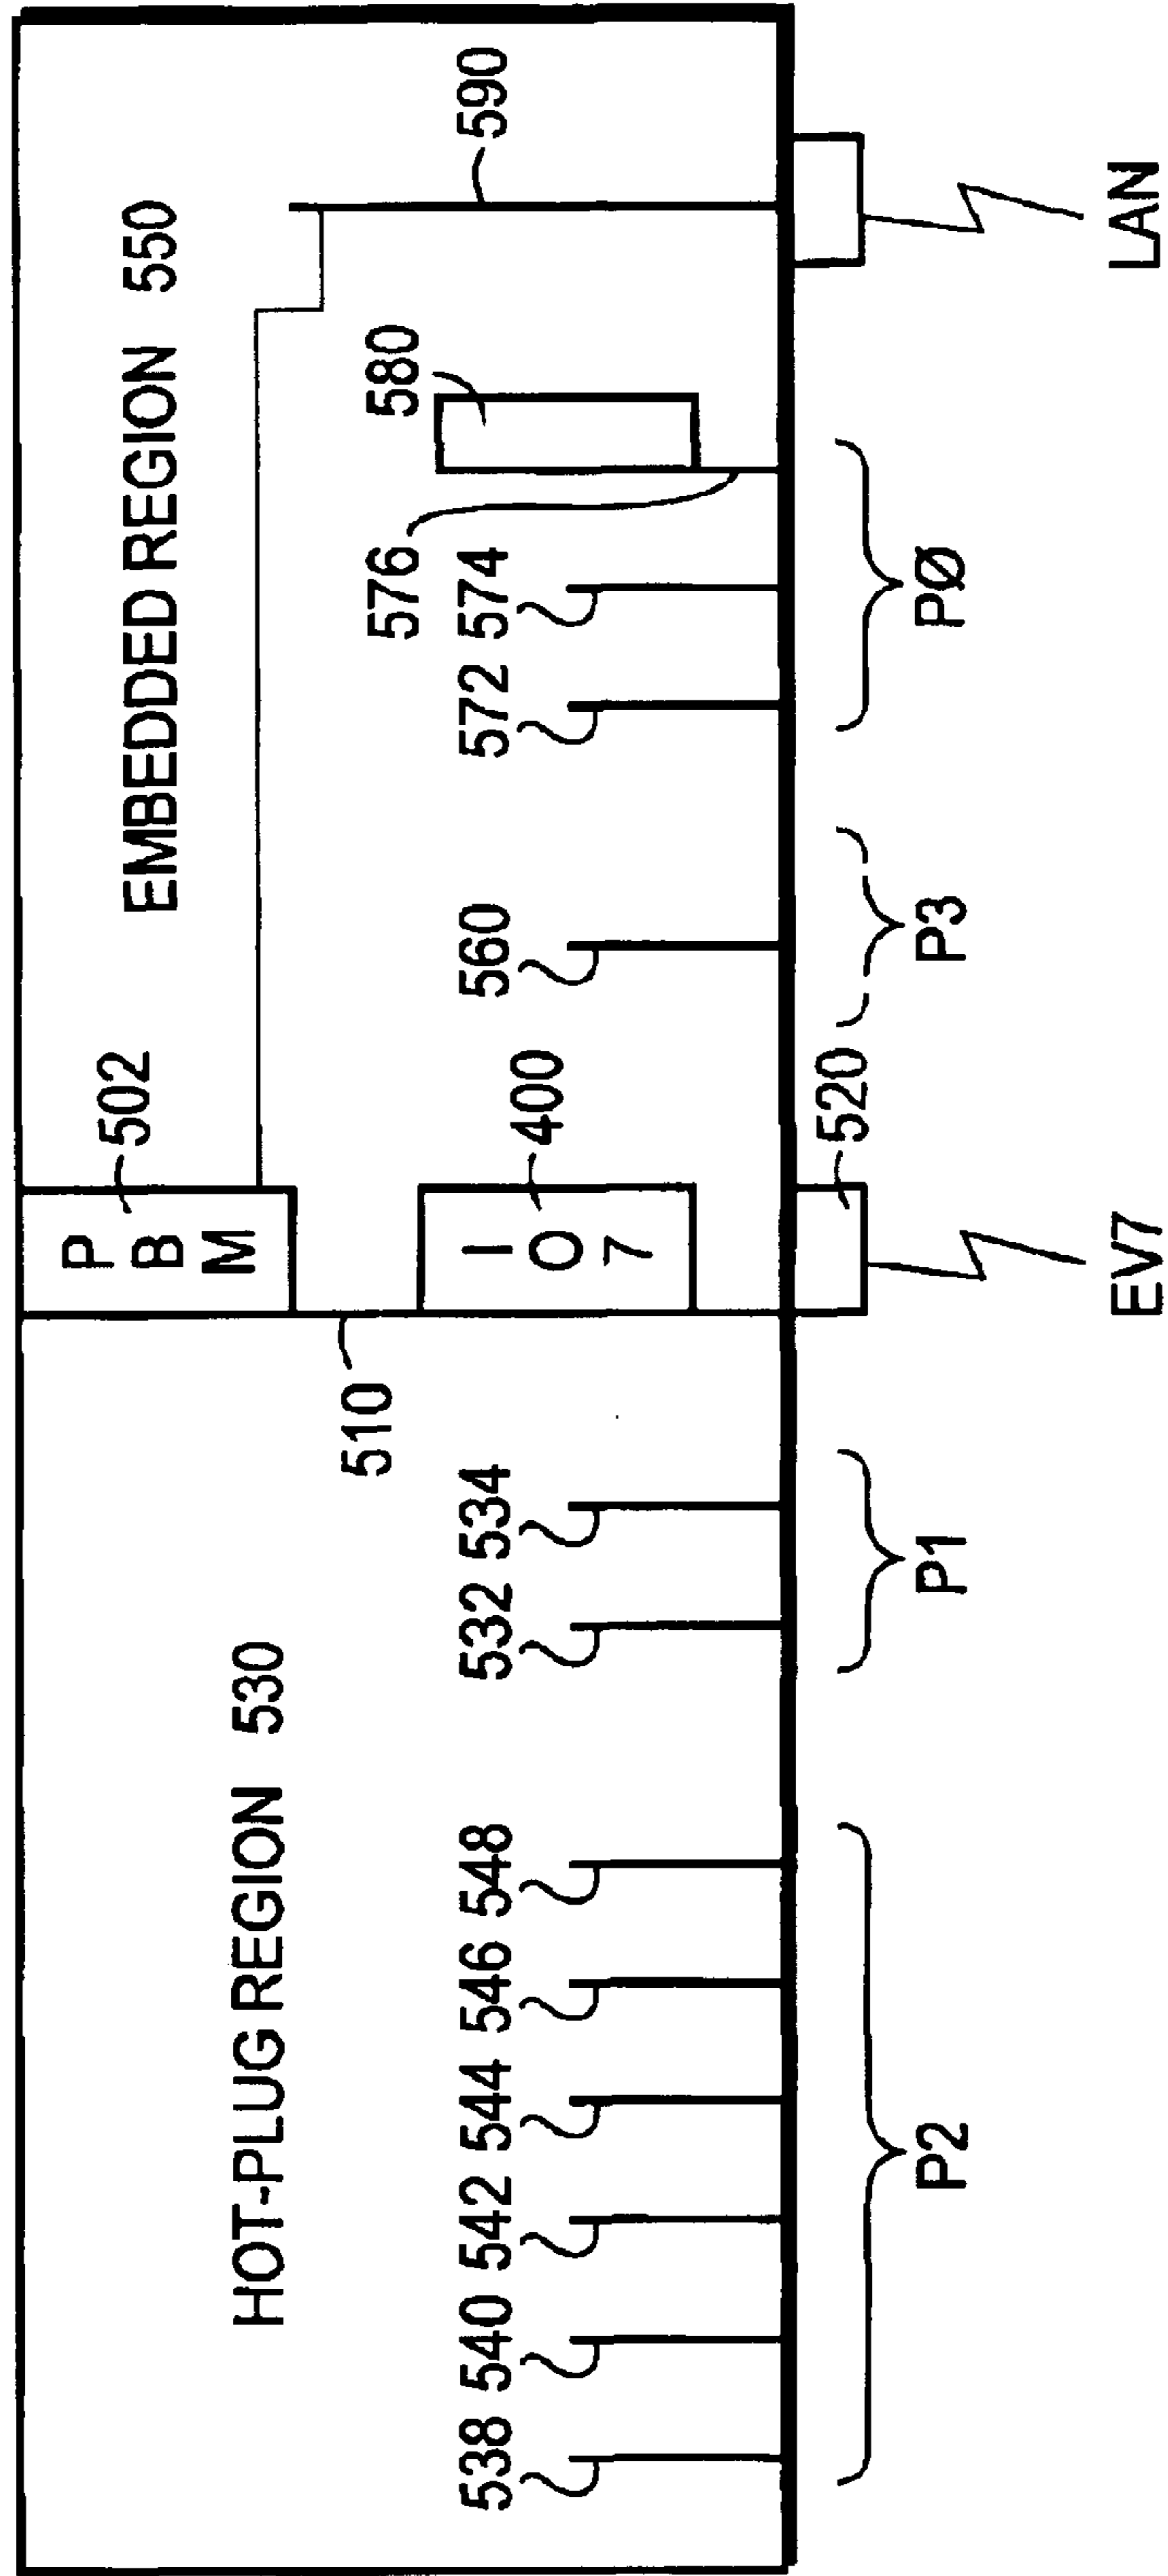 HOT-PLUG REGION 530
EMBEDDED REGION 550
P
B
M
502
510
I
O
7
400
538 540 542 544 546 548 532 534 560 572 574 576 580 590
520
P2 P1 P3 PØ
EV7 LAN